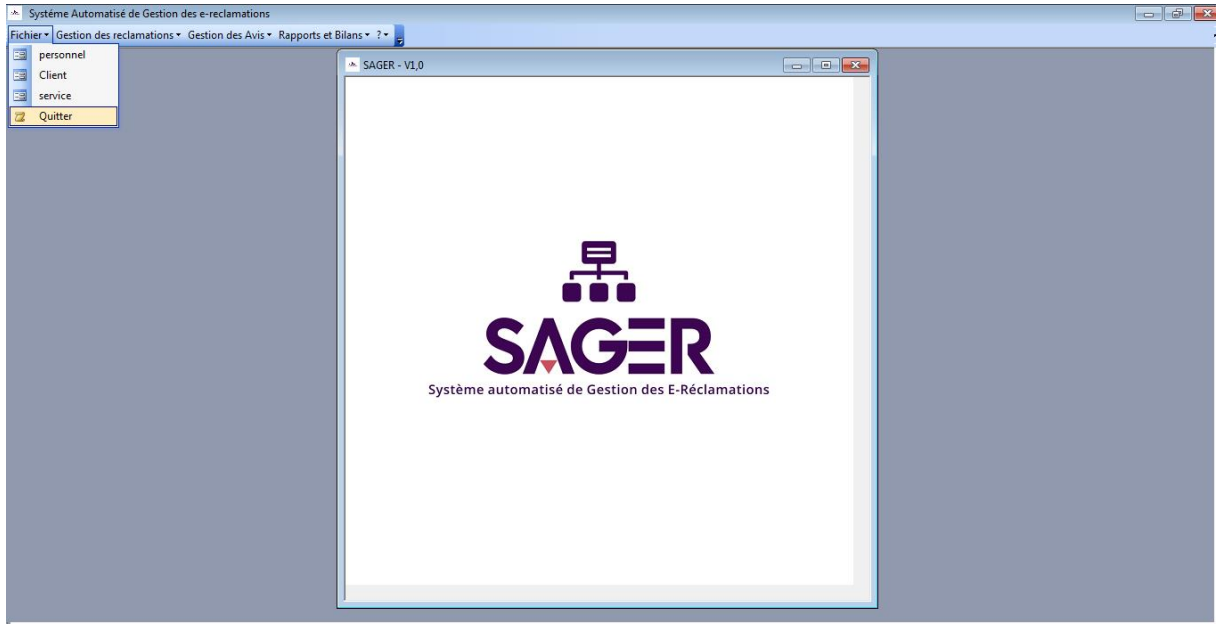 Système Automatisé de Gestion des e-reclamations
Fichier Gestion des reclamations Gestion des Avis Rapports et Bilans ?
personnel
Client
service
Quitter
SAGER - V1,0
SAGER
Système automatisé de Gestion des E-Réclamations